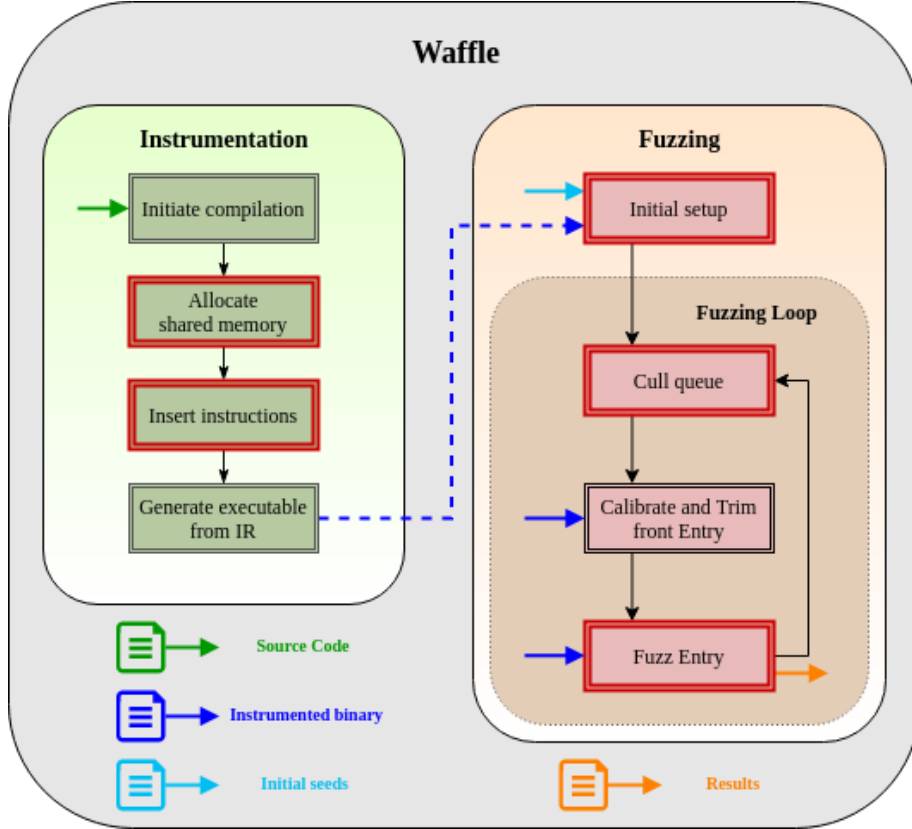 Waffle
Instrumentation
Initiate compilation
Allocate
shared memory
Insert instructions
Generate executable
from IR
Fuzzing
Initial setup
Fuzzing Loop
Cull queue
Calibrate and Trim
front Entry
Fuzz Entry
Source Code
Instrumented binary
Initial seeds
Results